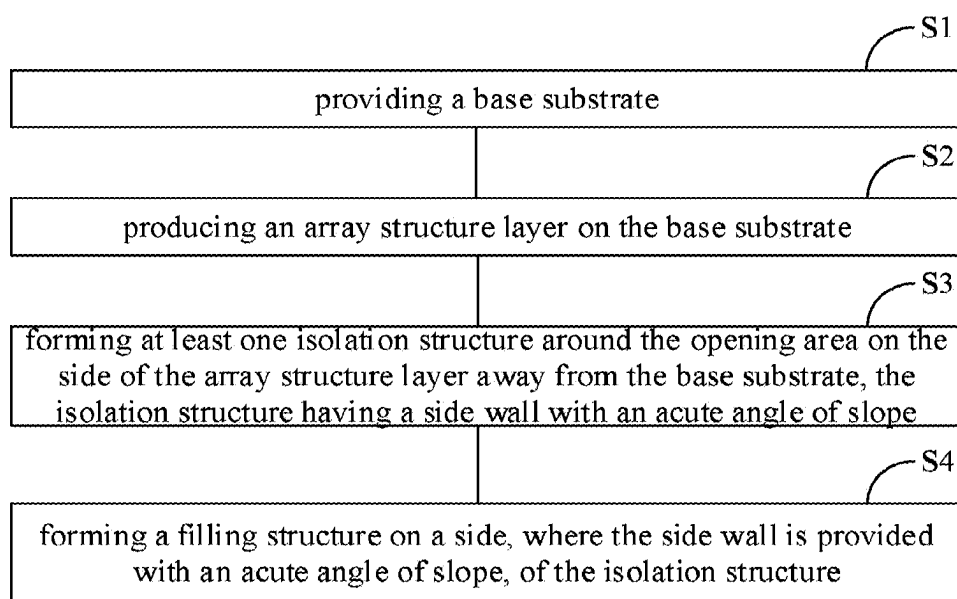 S1
providing a base substrate
S2
producing an array structure layer on the base substrate
S3
forming at least one isolation structure around the opening area on the
side of the array structure layer away from the base substrate, the
isolation structure having a side wall with an acute angle of slope
S4
forming a filling structure on a side, where the side wall is provided
with an acute angle of slope, of the isolation structure